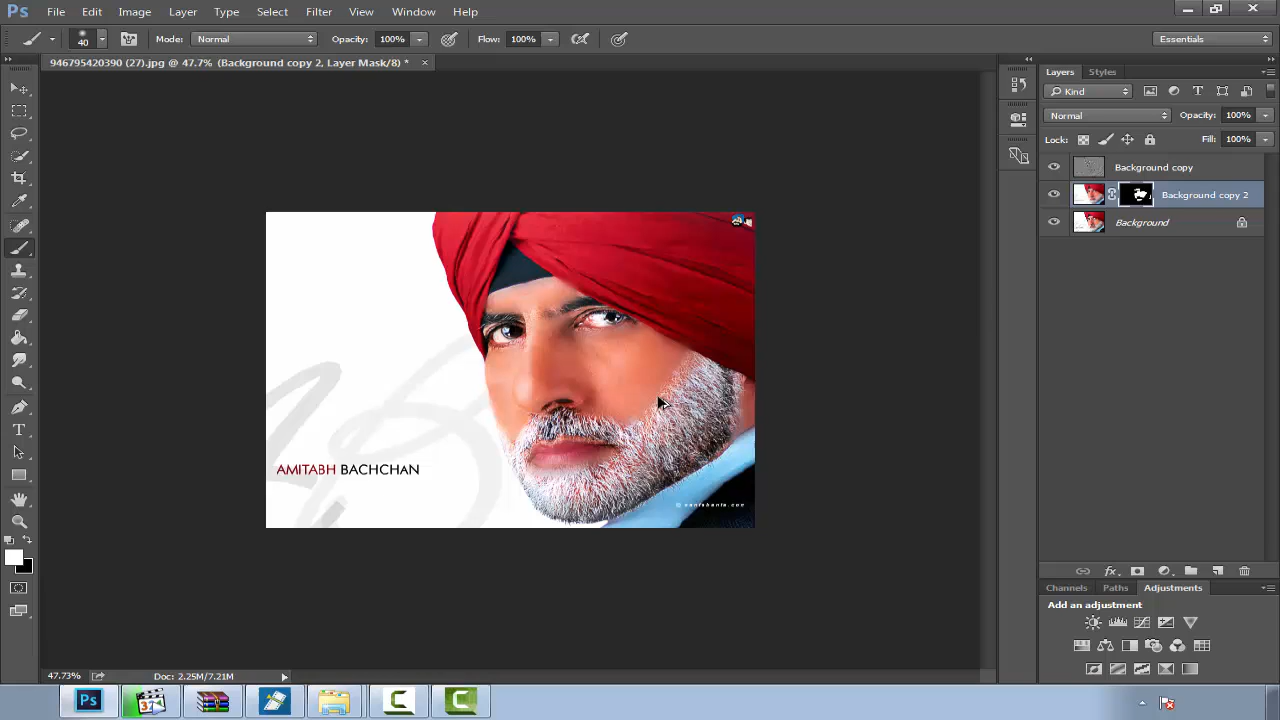 Ps File Edit Image Layer Type Select Filter View Window Help
40 Mode: Normal Opacity: 100% Flow: 100% Essentials
946795420390 (27).jpg @ 47.7% (Background copy 2, Layer Mask/8) *
Layers Styles
Kind
Normal Opacity: 100%
Lock: Fill: 100%
Background copy
Background copy 2
Background
AMITABH BACHCHAN
Channels Paths Adjustments
Add an adjustment
47.73% Doc: 2.25M/7.21M
Ps